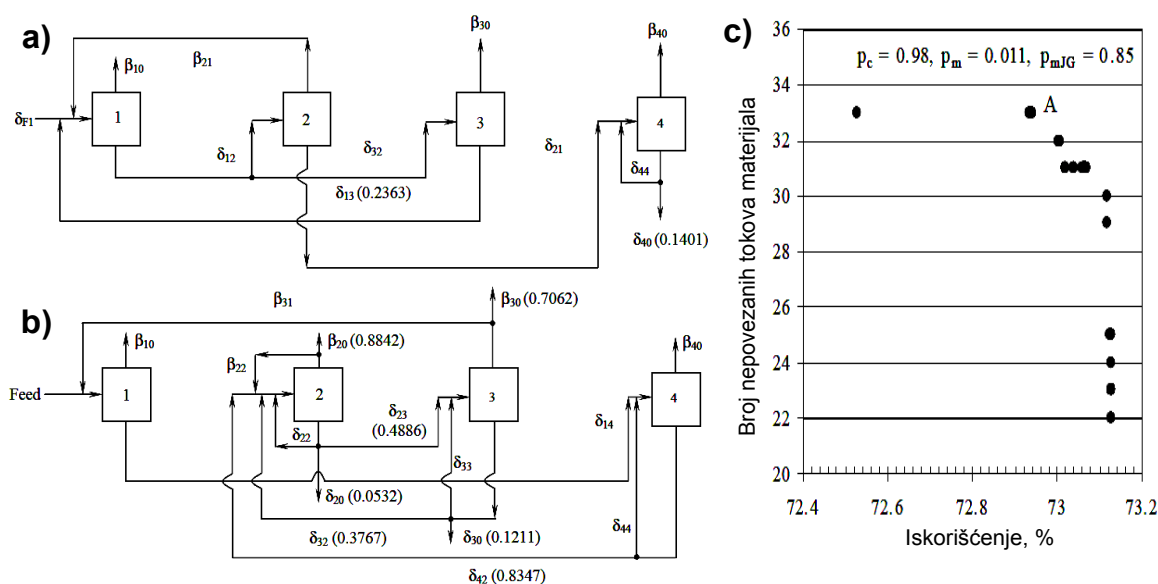 a)
β30
β40
β21
β10
δF1
1
2
3
4
δ12
δ32
δ21
δ44
δ13 (0.2363)
δ40 (0.1401)
b)
β31
β30 (0.7062)
β10
β20 (0.8842)
β40
β22
Feed
1
2
3
4
δ23
(0.4886)
δ14
δ22
δ33
δ20 (0.0532)
δ32 (0.3767)
δ30 (0.1211)
δ44
δ42 (0.8347)
c)
36
34
32
30
28
26
24
22
20
pc = 0.98, pm = 0.011, pmJG = 0.85
A
Broj nepovezanih tokova materijala
72.4
72.6
72.8
73
73.2
Iskorišćenje, %